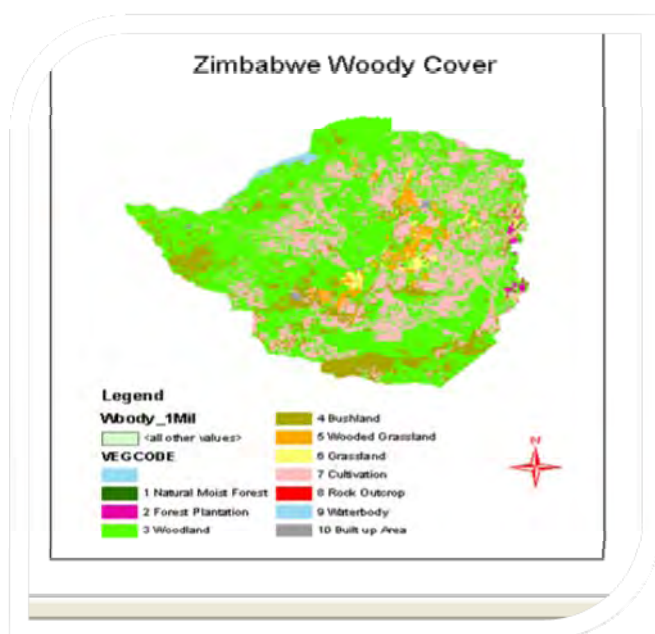 Zimbabwe Woody Cover
N
Legend
Woody_1Mil
<all other values>
VEGCODE
1 Natural Moist Forest
2 Forest Plantation
3 Woodland
4 Bushland
5 Wooded Grassland
6 Grassland
7 Cultivation
8 Rock Outcrop
9 Waterbody
10 Built up Area